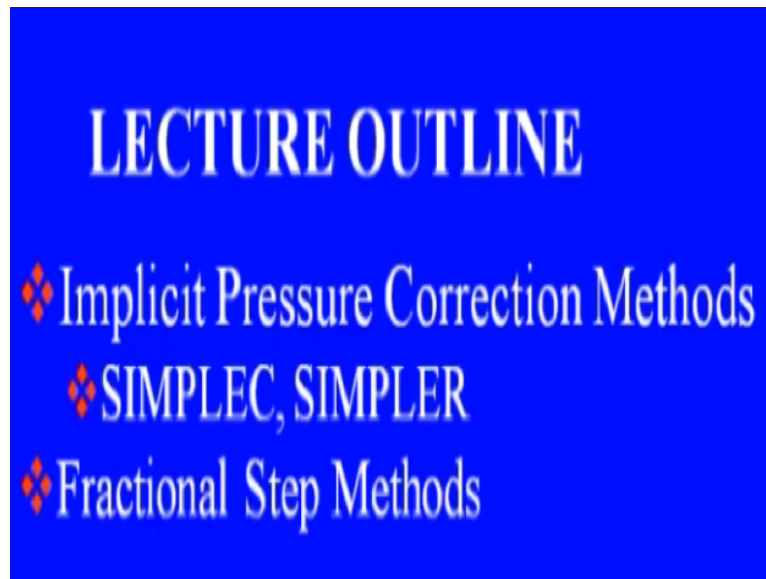 LECTURE OUTLINE
Implicit Pressure Correction Methods
SIMPLEC, SIMPLER
Fractional Step Methods